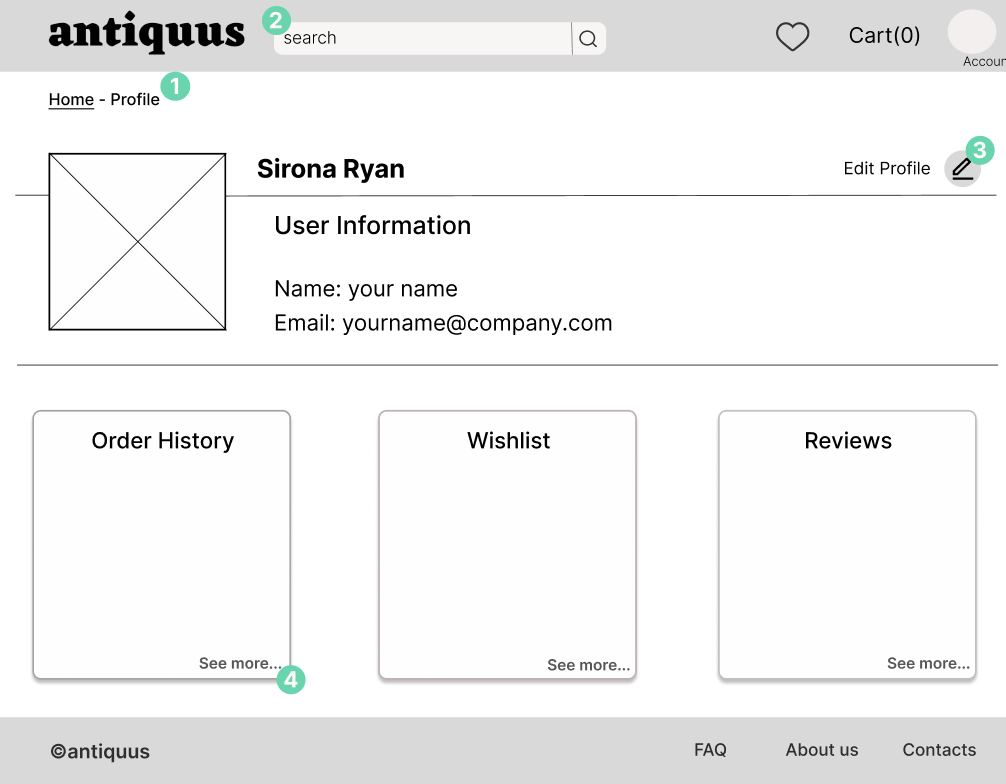 antiquus
2
search
Cart(0)
Accoun
1
Home - Profile
3
Sirona Ryan
Edit Profile
User Information
Name: your name
Email: yourname@company.com
Order History
Wishlist
Reviews
See more...
See more...
See more...
4
©antiquus
FAQ
About us
Contacts